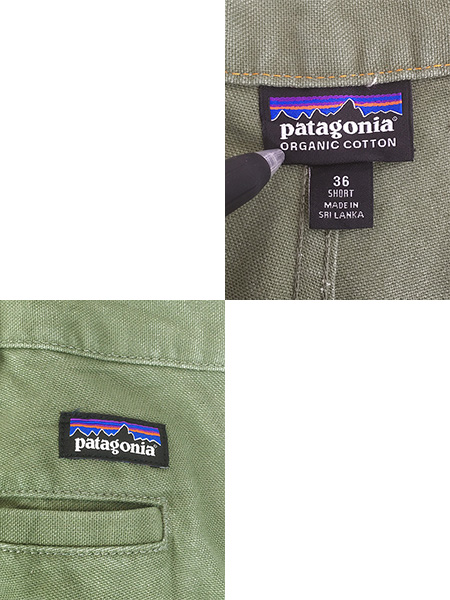 patagonia®
ORGANIC COTTON
36
SHORT
MADE IN
SRI LANKA
patagonia®